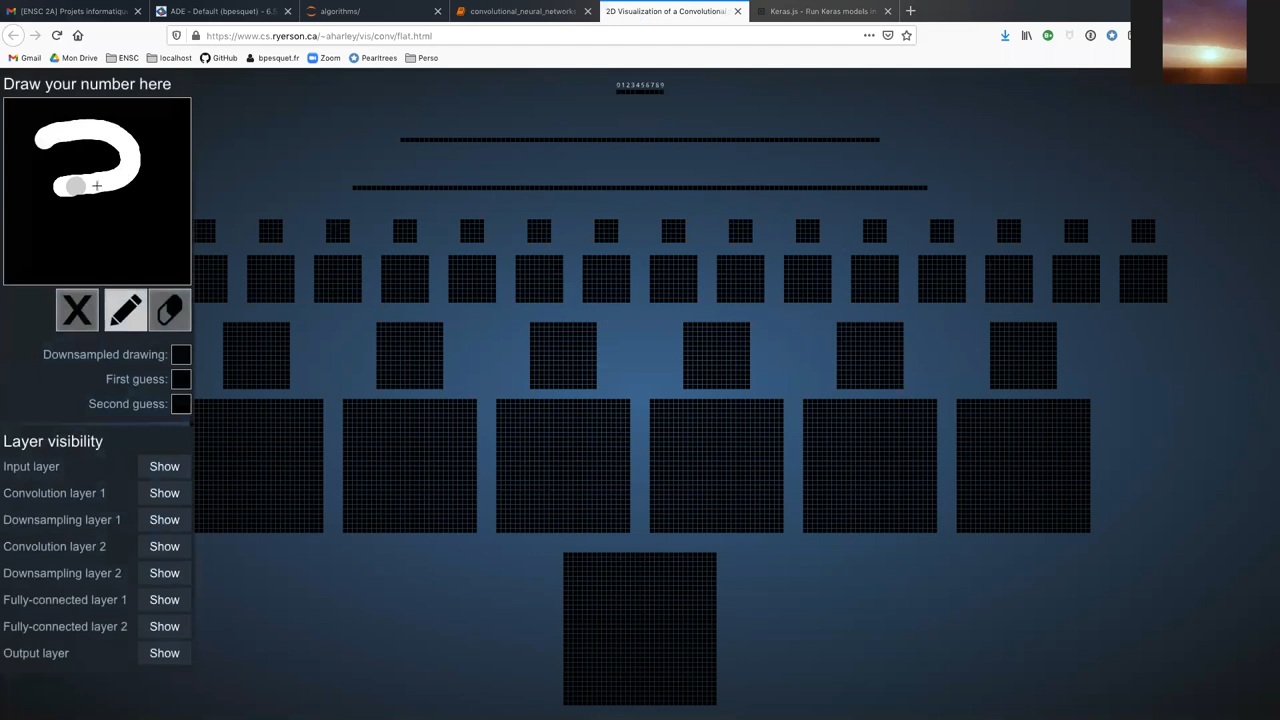 [ENSC 2A] Projets informatiqu
ADE - Default (bpesquet) - 6.5
algorithms/
convolutional_neural_networks
2D Visualization of a Convolutional
Keras.js - Run Keras models in
https://www.cs.ryerson.ca/~aharley/vis/conv/flat.html
Gmail
Mon Drive
ENSC
localhost
GitHub
bpesquet.fr
Zoom
Pearltrees
Perso
Draw your number here
0123456789
Downsampled drawing:
First guess:
Second guess:
Layer visibility
Input layer Show
Convolution layer 1 Show
Downsampling layer 1 Show
Convolution layer 2 Show
Downsampling layer 2 Show
Fully-connected layer 1 Show
Fully-connected layer 2 Show
Output layer Show